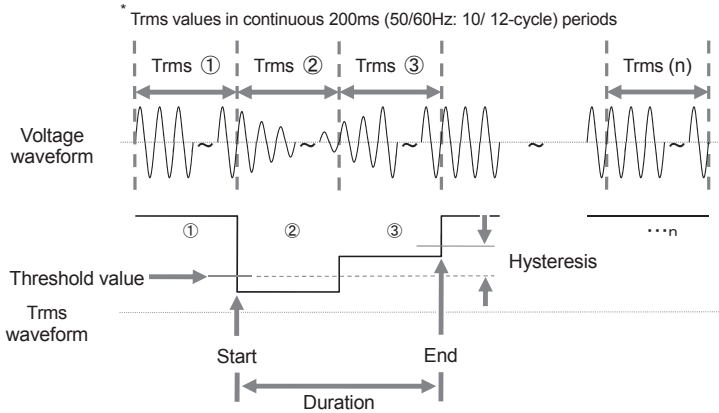 * Trms values in continuous 200ms (50/60Hz: 10/ 12-cycle) periods
Trms ① Trms ② Trms ③ Trms (n)
Voltage
waveform
~ ~ ~ ~ ~
① ② ③ ···n
Hysteresis
Threshold value
Trms
waveform
Start End
Duration